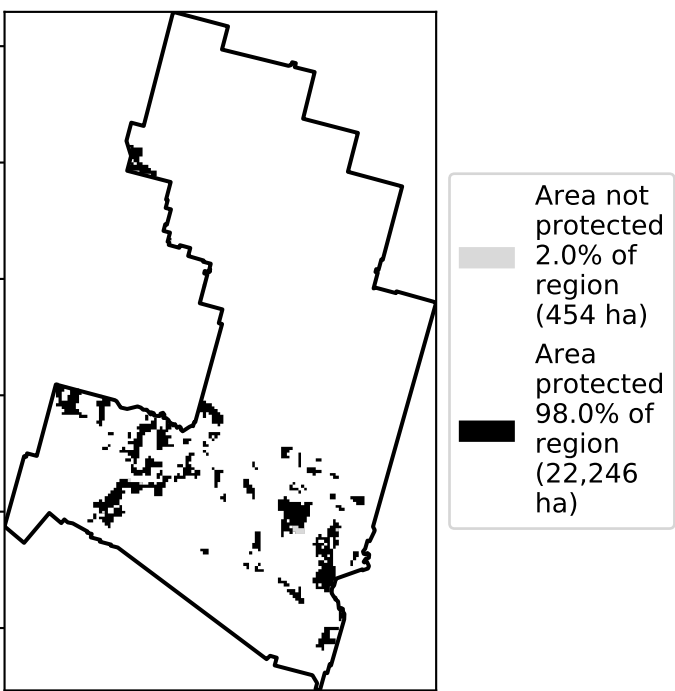 Area not
protected
2.0% of
region
(454 ha)
Area
protected
98.0% of
region
(22,246
ha)